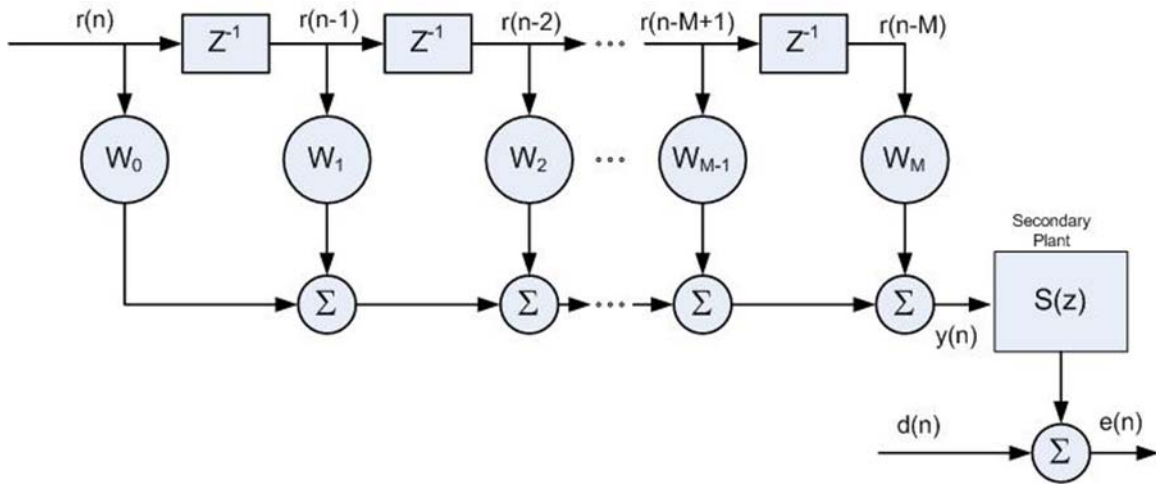 r(n) Z⁻¹ r(n-1) Z⁻¹ r(n-2) ... r(n-M+1) Z⁻¹ r(n-M)
W₀ W₁ W₂ ... W_{M-1} W_M
Secondary
Plant
Σ Σ ... Σ Σ S(z)
y(n)
d(n) Σ e(n)